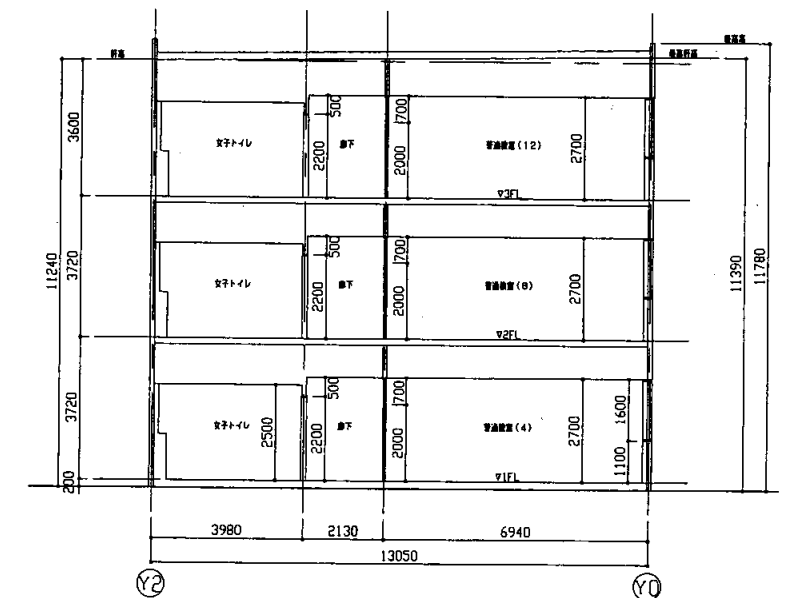 最高高
軒高
最高軒高
3600
女子トイレ
500
2200
廊下
700
2000
普通教室(12)
2700
▽3FL
11240
3720
女子トイレ
500
2200
廊下
700
2000
普通教室(8)
2700
▽2FL
11390
11780
3720
女子トイレ
2500
500
2200
廊下
700
2000
普通教室(4)
2700
1600
1100
▽1FL
200
3980
2130
6940
13050
Y2
Y0